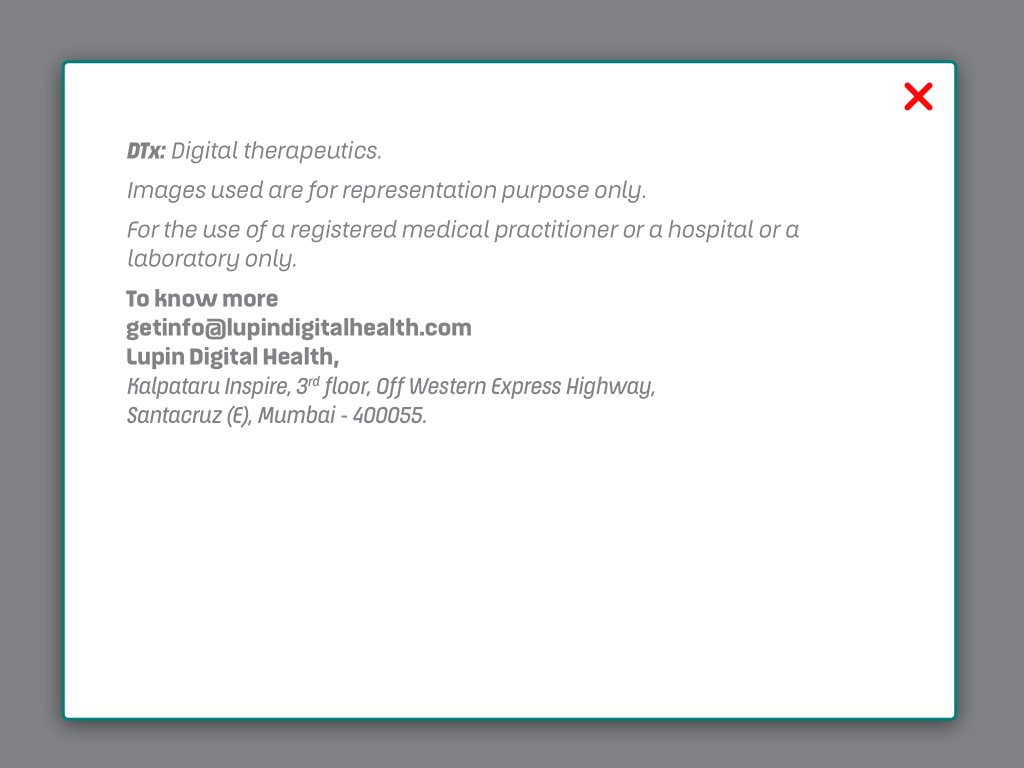 DTx: Digital therapeutics.
Images used are for representation purpose only.
For the use of a registered medical practitioner or a hospital or a
laboratory only.
To know more
getinfo@lupindigitalhealth.com
Lupin Digital Health,
Kalpataru Inspire, 3rd floor, Off Western Express Highway,
Santacruz (E), Mumbai - 400055.